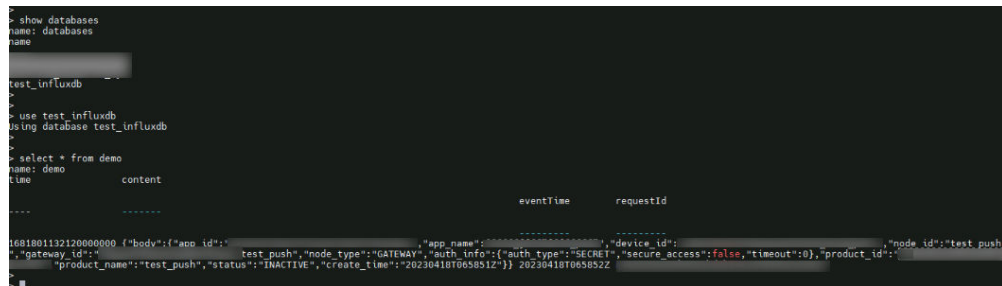 >
> show databases
name: databases
name
test_influxdb
>
>
> use test_influxdb
Using database test_influxdb
>
>
> select * from demo
name: demo
time content
eventTime requestId
---- -------
--------- ---------
1681801132120000000 {"body":{"app_id":" ,"app_name": ","device_id": ,"node_id":"test_push
","gateway_id":" test_push","node_type":"GATEWAY","auth_info":{"auth_type":"SECRET","secure_access":false,"timeout":0},"product_id":"
"product_name":"test_push","status":"INACTIVE","create_time":"20230418T065851Z"}} 20230418T065852Z
>
>